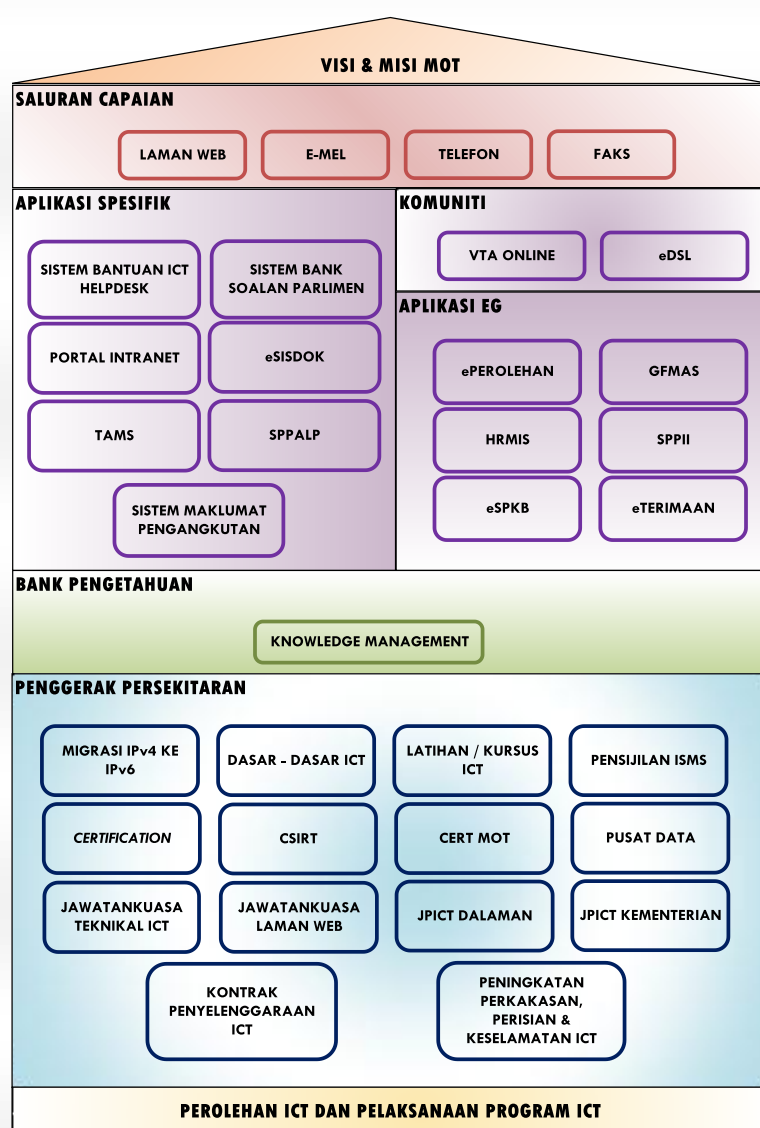 VISI & MISI MOT
SALURAN CAPAIAN
LAMAN WEB
E-MEL
TELEFON
FAKS
APLIKASI SPESIFIK
SISTEM BANTUAN ICT
HELPDESK
SISTEM BANK
SOALAN PARLIMEN
PORTAL INTRANET
eSISDOK
TAMS
SPPALP
SISTEM MAKLUMAT
PENGANGKUTAN
KOMUNITI
VTA ONLINE
eDSL
APLIKASI EG
ePEROLEHAN
GFMAS
HRMIS
SPPII
eSPKB
eTERIMAAN
BANK PENGETAHUAN
KNOWLEDGE MANAGEMENT
PENGGERAK PERSEKITARAN
MIGRASI IPv4 KE
IPv6
DASAR - DASAR ICT
LATIHAN / KURSUS
ICT
PENSIJILAN ISMS
CERTIFICATION
CSIRT
CERT MOT
PUSAT DATA
JAWATANKUASA
TEKNIKAL ICT
JAWATANKUASA
LAMAN WEB
JPICT DALAMAN
JPICT KEMENTERIAN
KONTRAK
PENYELENGGARAAN
ICT
PENINGKATAN
PERKAKASAN,
PERISIAN &
KESELAMATAN ICT
PEROLEHAN ICT DAN PELAKSANAAN PROGRAM ICT